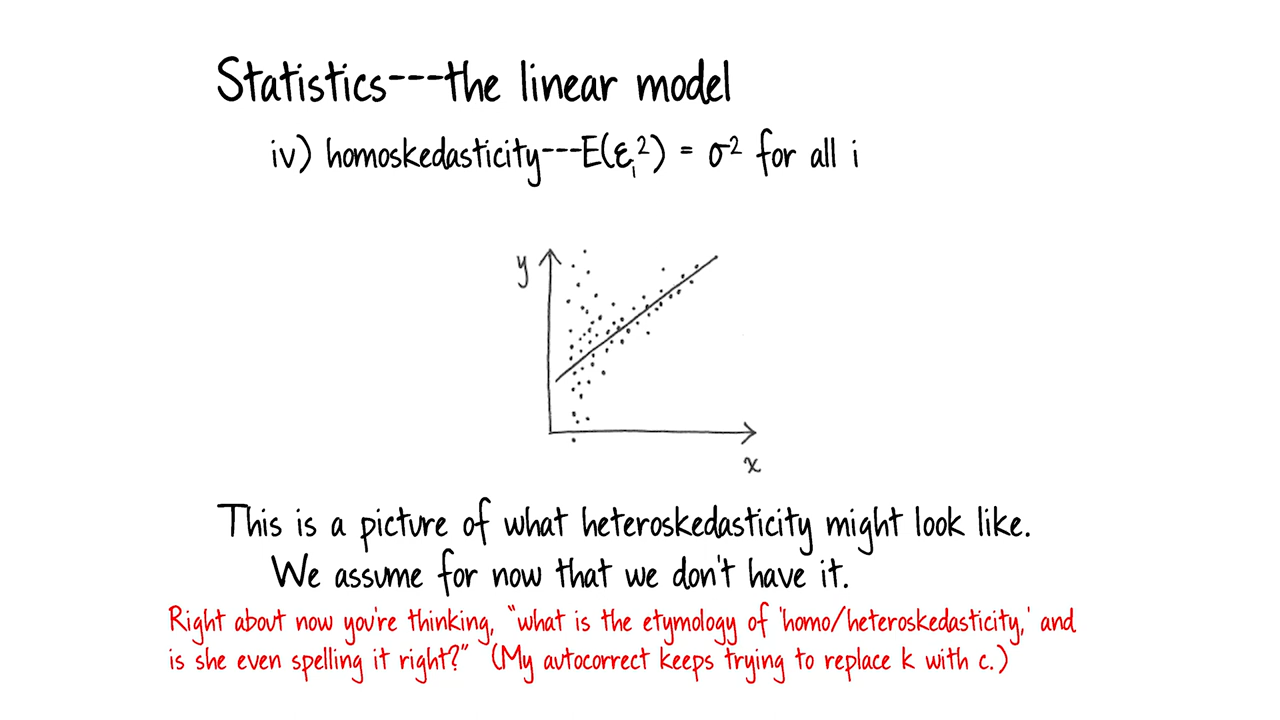 Statistics---the linear model
iv) homoskedasticity---E(εᵢ²) = σ² for all i
y
x
This is a picture of what heteroskedasticity might look like.
We assume for now that we don't have it.
Right about now you're thinking, "what is the etymology of 'homo/heteroskedasticity,' and
is she even spelling it right?" (My autocorrect keeps trying to replace k with c.)